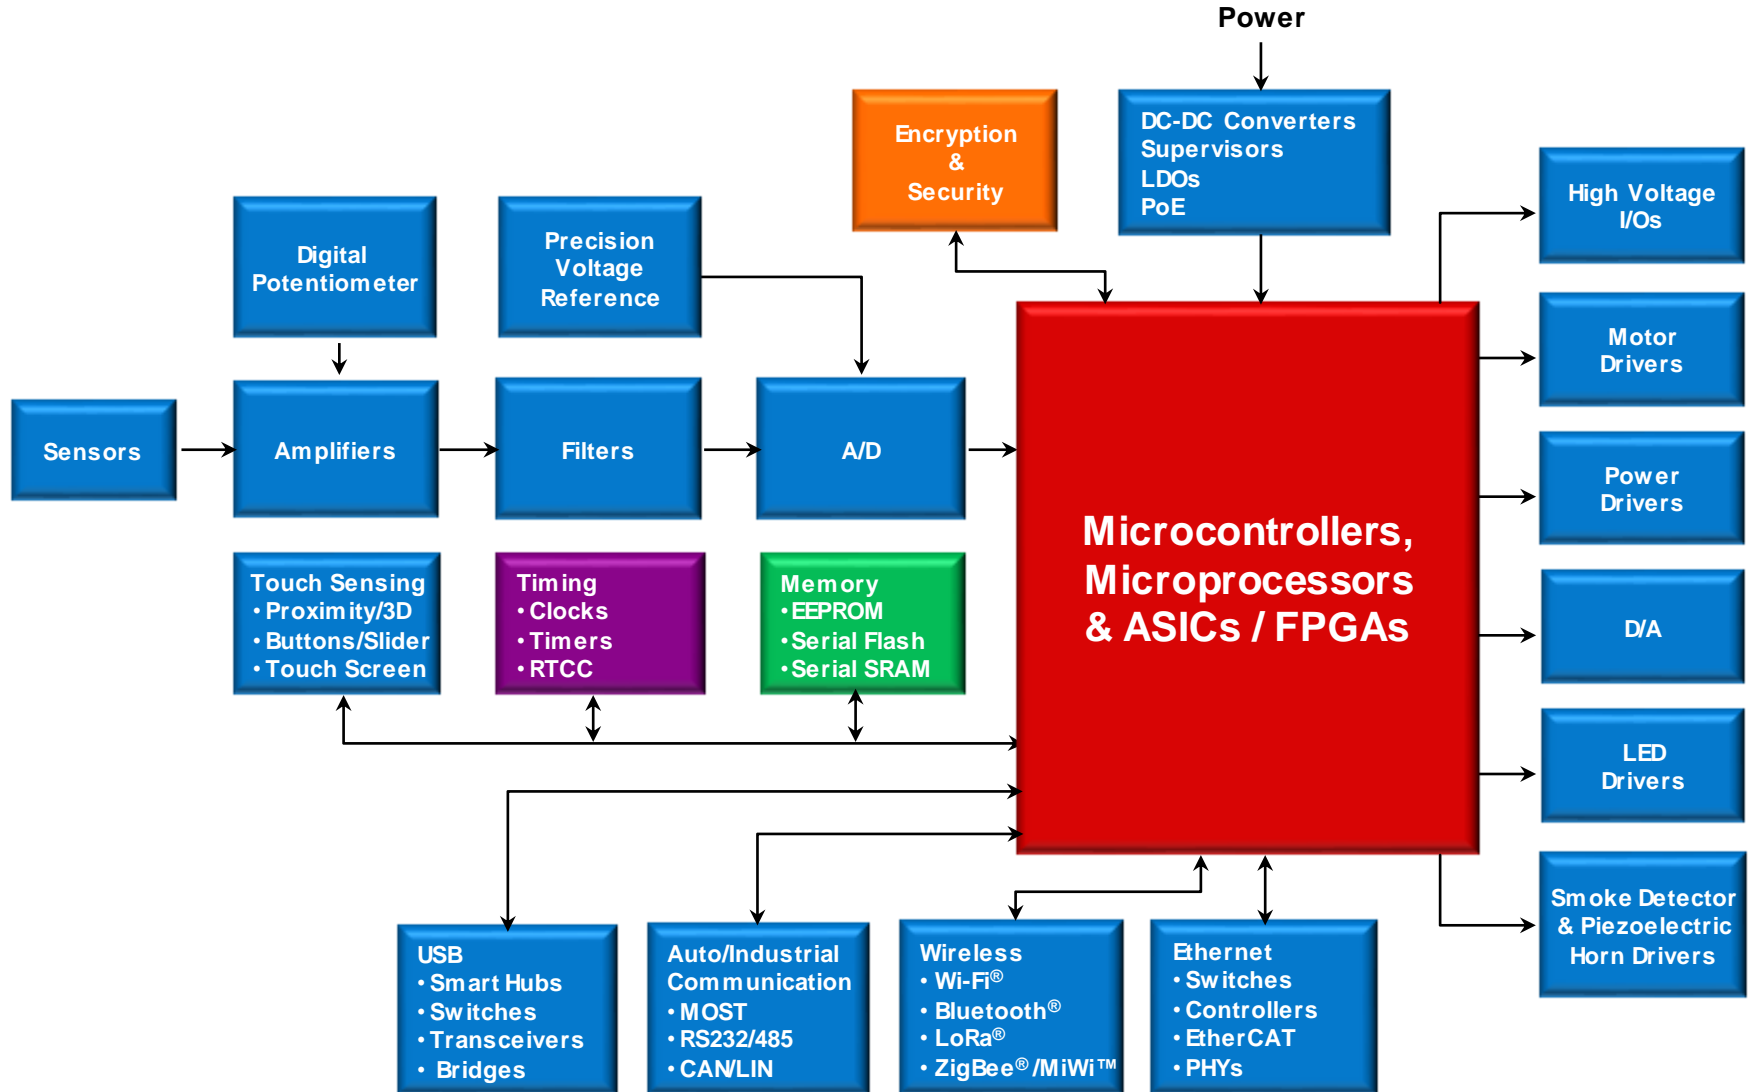 Power
Encryption
&
Security
DC-DC Converters
Supervisors
LDOs
PoE
High Voltage
I/Os
Digital
Potentiometer
Precision
Voltage
Reference
Motor
Drivers
Sensors
Amplifiers
Filters
A/D
Power
Drivers
Microcontrollers,
Microprocessors
& ASICs / FPGAs
Touch Sensing
• Proximity/3D
• Buttons/Slider
• Touch Screen
Timing
• Clocks
• Timers
• RTCC
Memory
• EEPROM
• Serial Flash
• Serial SRAM
D/A
LED
Drivers
Smoke Detector
& Piezoelectric
Horn Drivers
USB
• Smart Hubs
• Switches
• Transceivers
• Bridges
Auto/Industrial
Communication
• MOST
• RS232/485
• CAN/LIN
Wireless
• Wi-Fi®
• Bluetooth®
• LoRa®
• ZigBee®/MiWi™
Ethernet
• Switches
• Controllers
• EtherCAT
• PHYs